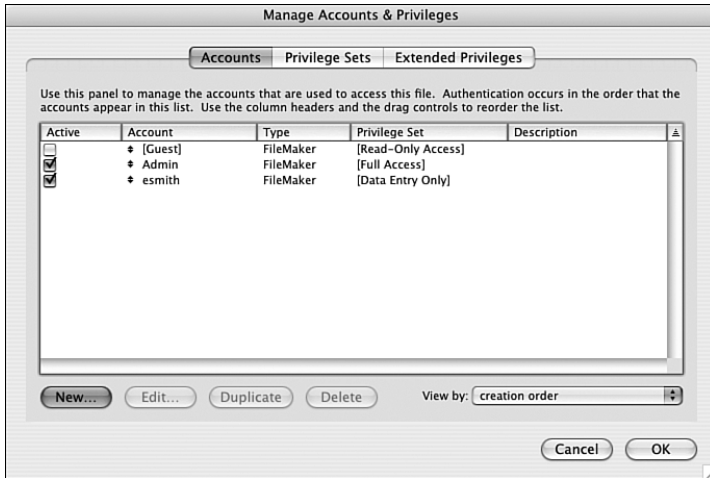 Manage Accounts & Privileges
Accounts Privilege Sets Extended Privileges
Use this panel to manage the accounts that are used to access this file. Authentication occurs in the order that the
accounts appear in this list. Use the column headers and the drag controls to reorder the list.
Active Account Type Privilege Set Description
[Guest] FileMaker [Read-Only Access]
Admin FileMaker [Full Access]
esmith FileMaker [Data Entry Only]
New... Edit... Duplicate Delete View by: creation order
Cancel OK